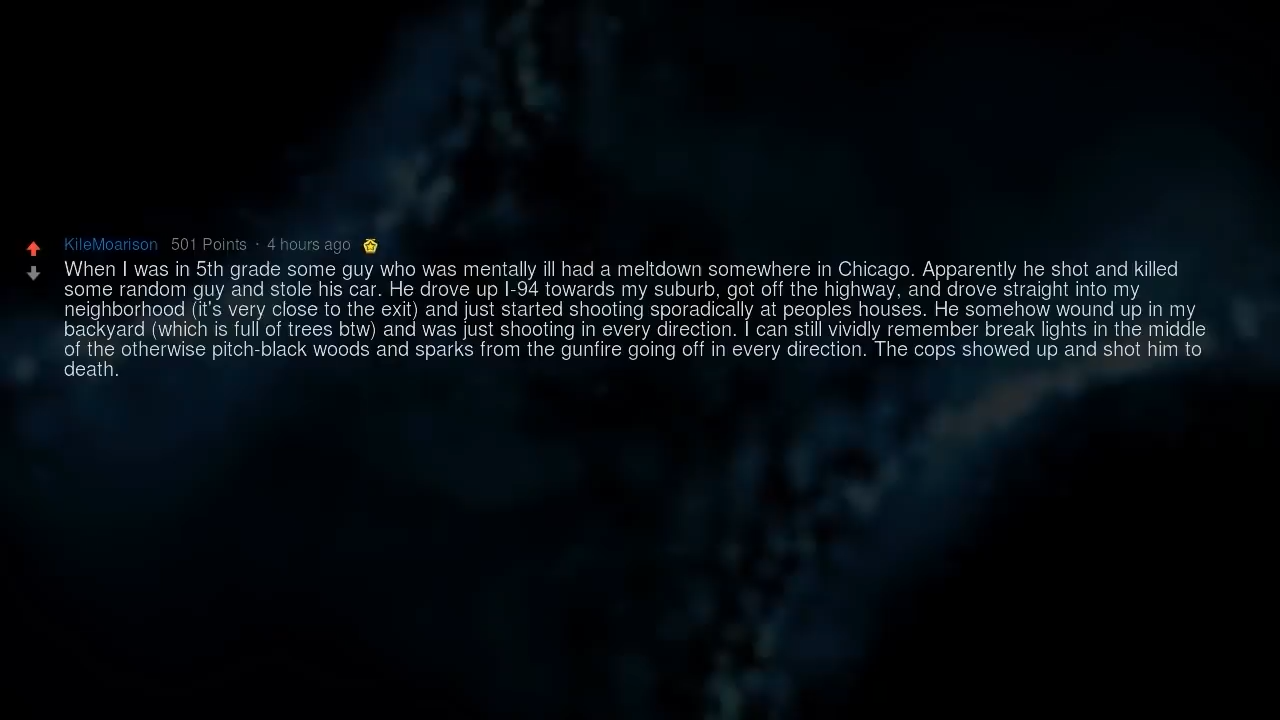 KileMoarison 501 Points · 4 hours ago
When I was in 5th grade some guy who was mentally ill had a meltdown somewhere in Chicago. Apparently he shot and killed
some random guy and stole his car. He drove up I-94 towards my suburb, got off the highway, and drove straight into my
neighborhood (it's very close to the exit) and just started shooting sporadically at peoples houses. He somehow wound up in my
backyard (which is full of trees btw) and was just shooting in every direction. I can still vividly remember break lights in the middle
of the otherwise pitch-black woods and sparks from the gunfire going off in every direction. The cops showed up and shot him to
death.